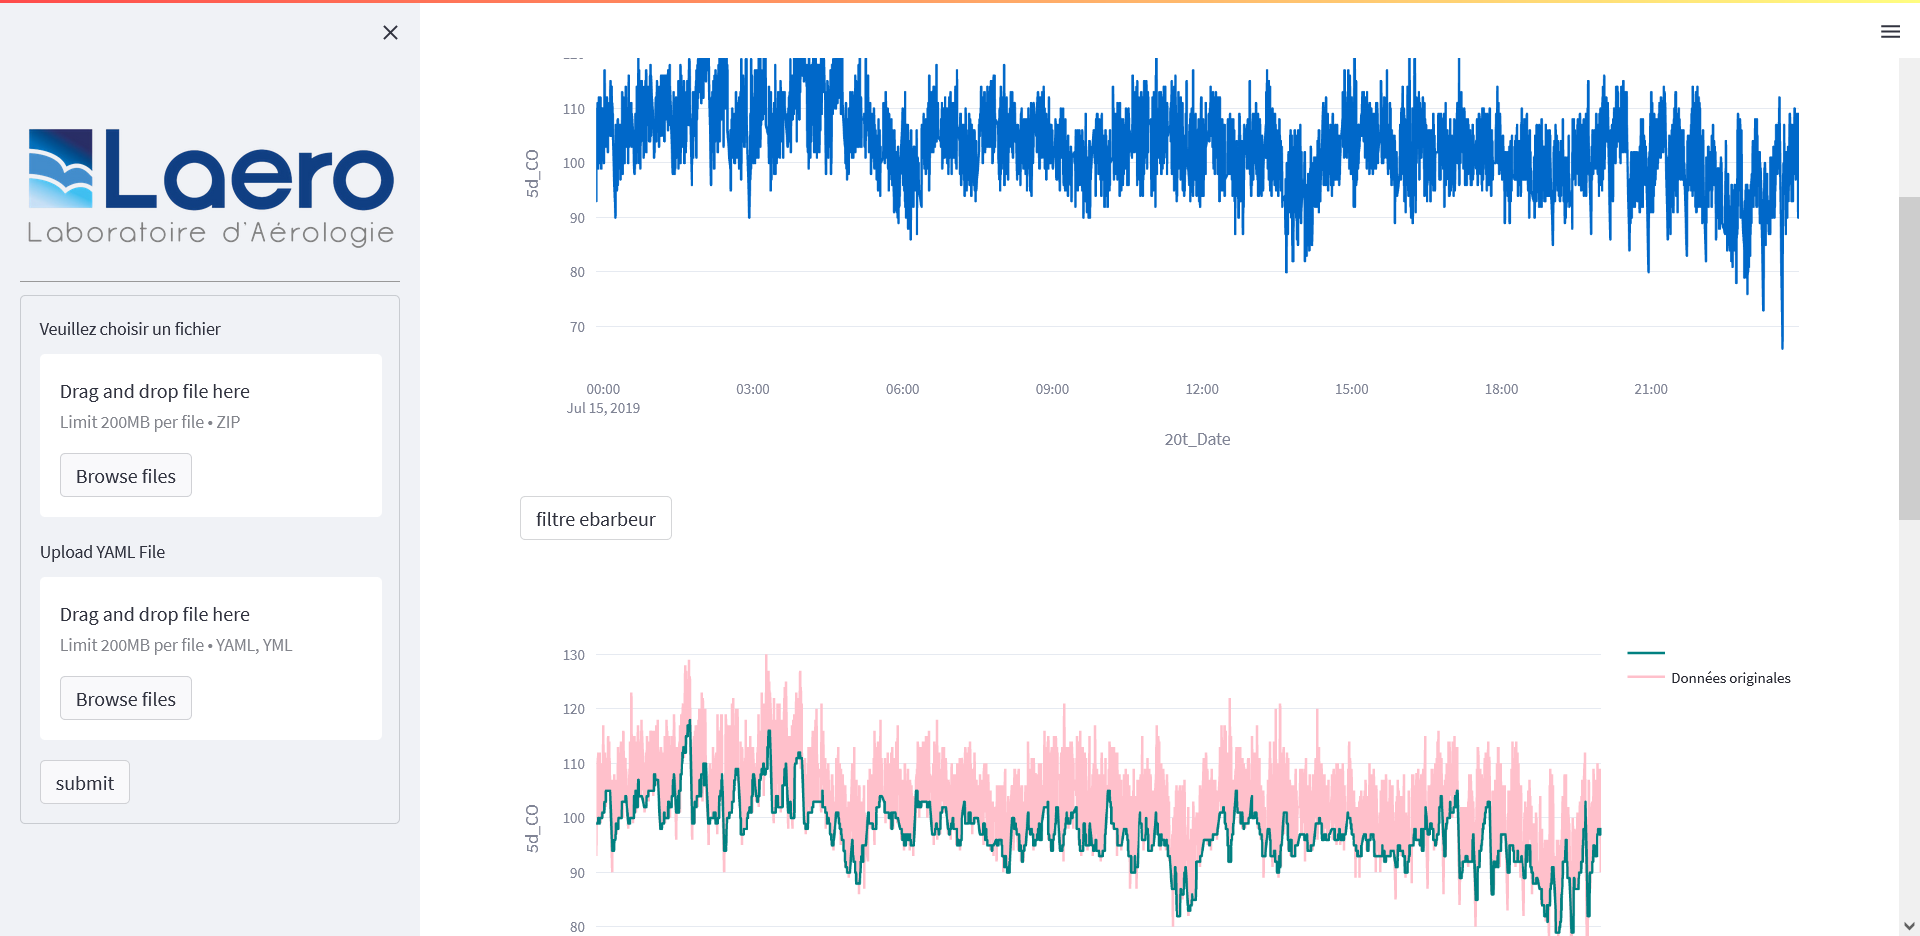 Laero
Laboratoire d'Aérologie
Veuillez choisir un fichier
Drag and drop file here
Limit 200MB per file • ZIP
Browse files
Upload YAML File
Drag and drop file here
Limit 200MB per file • YAML, YML
Browse files
submit
110
100
90
80
70
5d_CO
00:00
03:00
06:00
09:00
12:00
15:00
18:00
21:00
Jul 15, 2019
20t_Date
filtre ebarbeur
130
120
110
100
90
80
5d_CO
Données originales